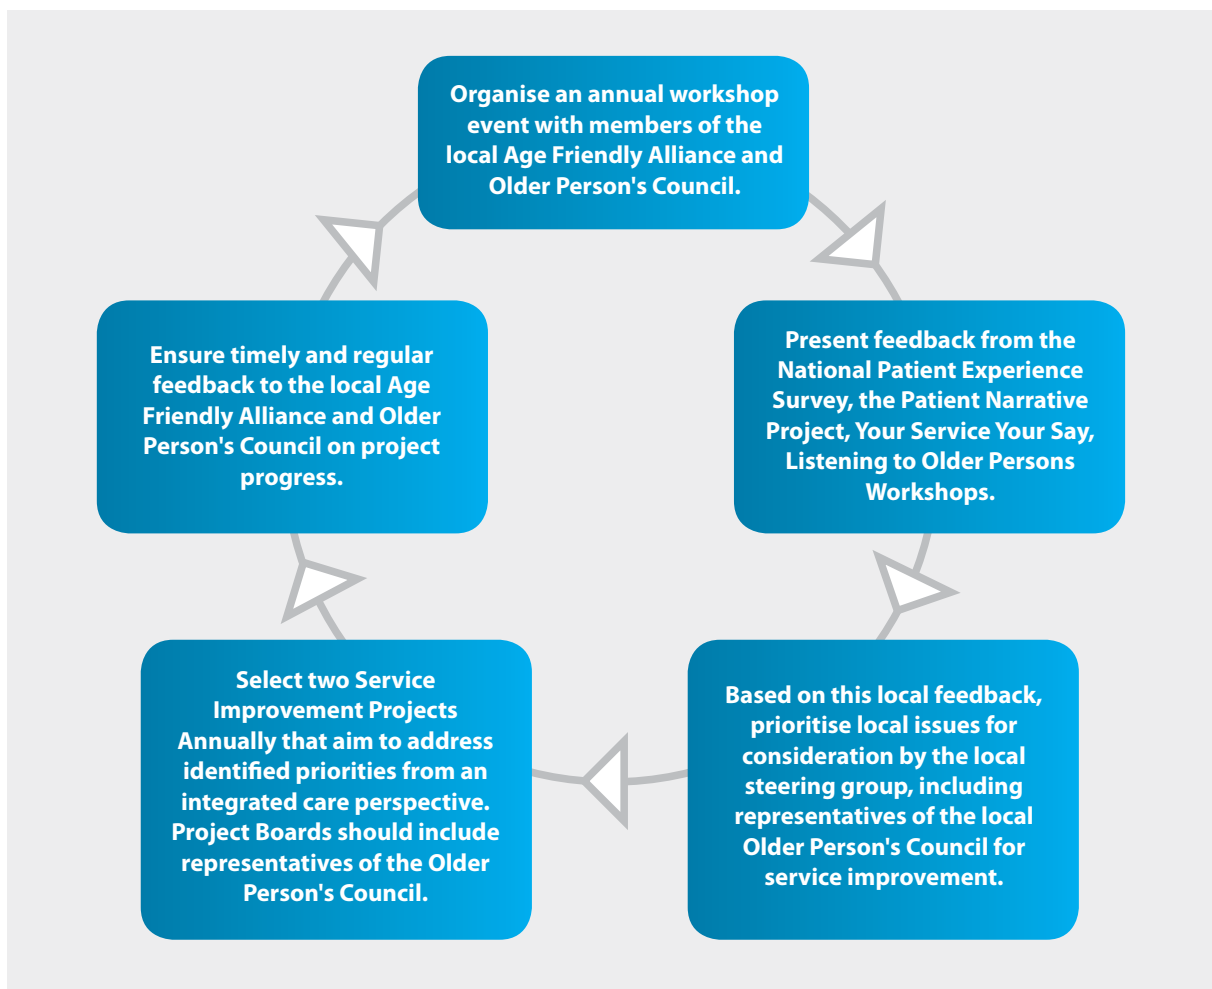 Organise an annual workshop
event with members of the
local Age Friendly Alliance and
Older Person's Council.
Present feedback from the
National Patient Experience
Survey, the Patient Narrative
Project, Your Service Your Say,
Listening to Older Persons
Workshops.
Based on this local feedback,
prioritise local issues for
consideration by the local
steering group, including
representatives of the local
Older Person's Council for
service improvement.
Select two Service
Improvement Projects
Annually that aim to address
identified priorities from an
integrated care perspective.
Project Boards should include
representatives of the Older
Person's Council.
Ensure timely and regular
feedback to the local Age
Friendly Alliance and Older
Person's Council on project
progress.